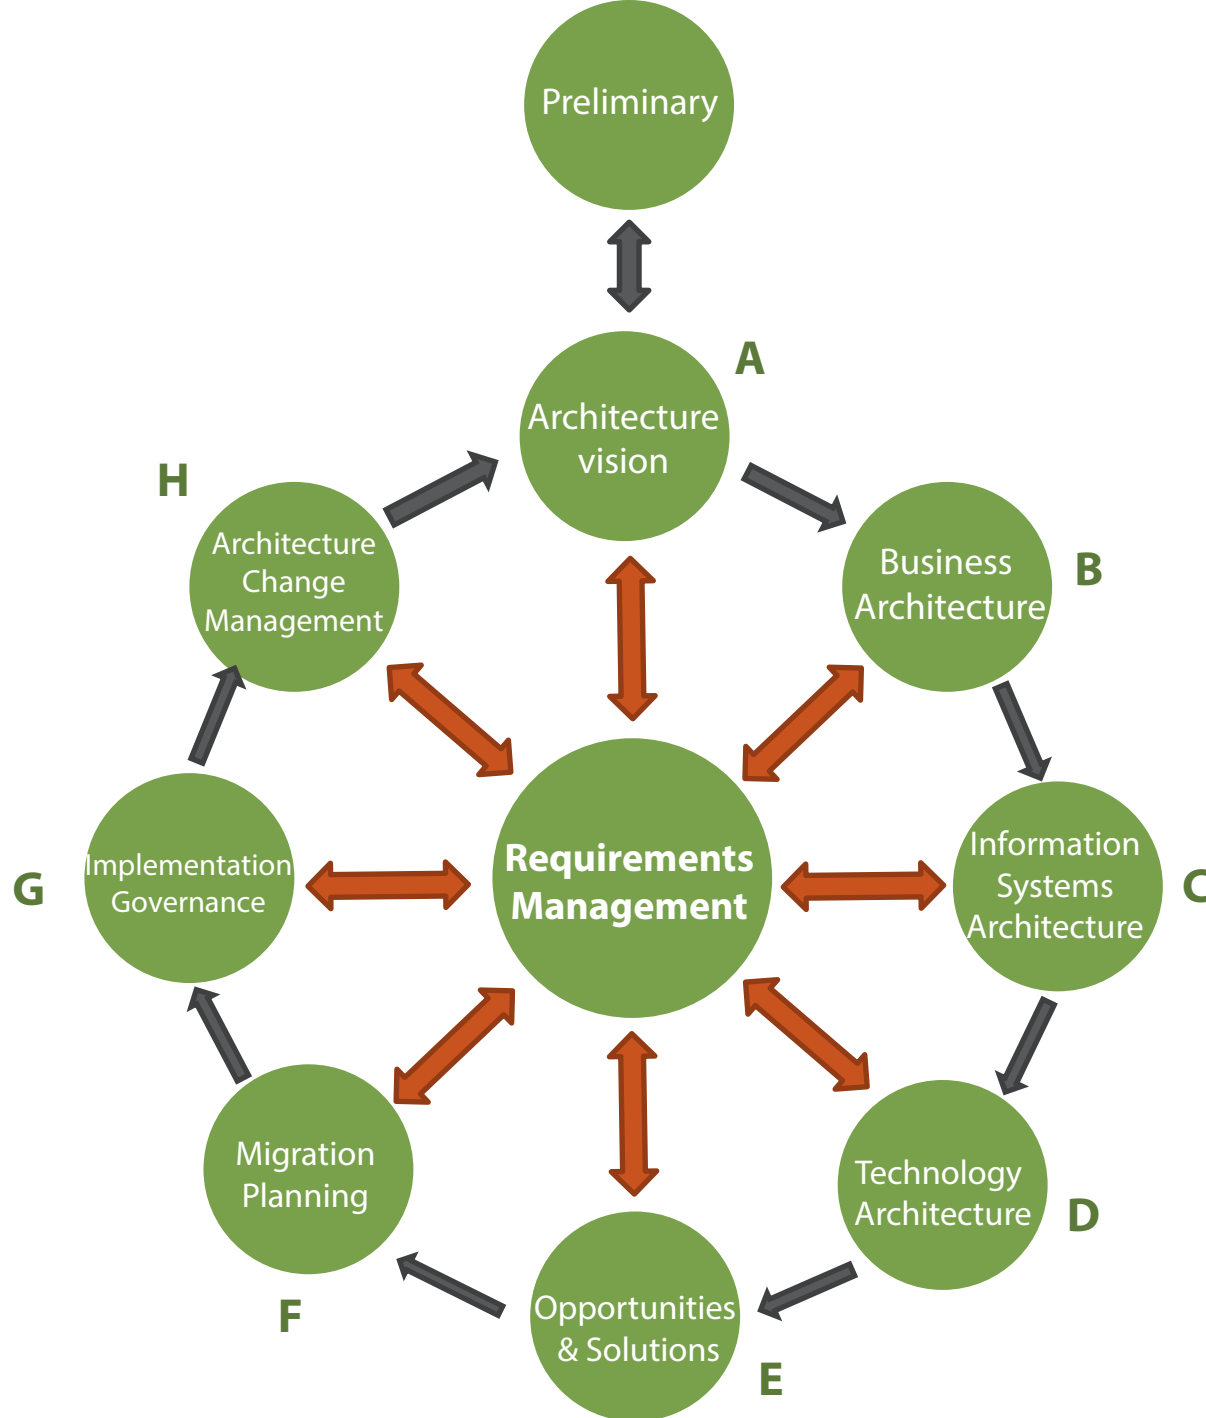 Preliminary
A
Architecture
vision
H
Architecture
Change
Management
Business
Architecture
B
Requirements
Management
Information
Systems
Architecture
C
G
Implementation
Governance
Migration
Planning
F
Technology
Architecture
D
Opportunities
& Solutions
E